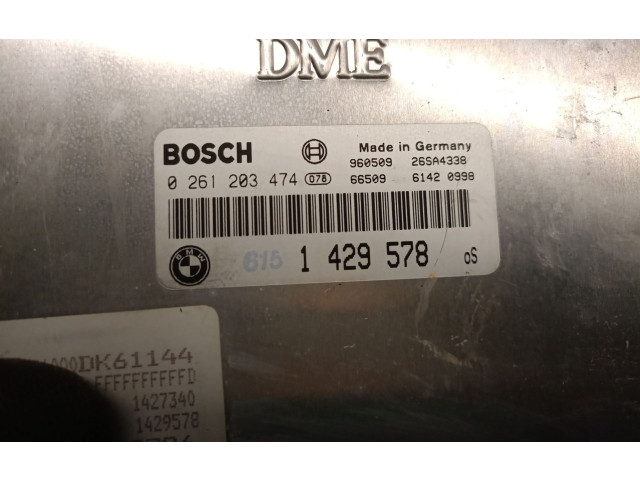 DME
BOSCH Made in Germany
960509 26SA4338
0 261 203 474 078 66509 6142 0998
BMW 615 1 429 578 oS
DK61144
FFFFFFFFFFD
1427340
1429578